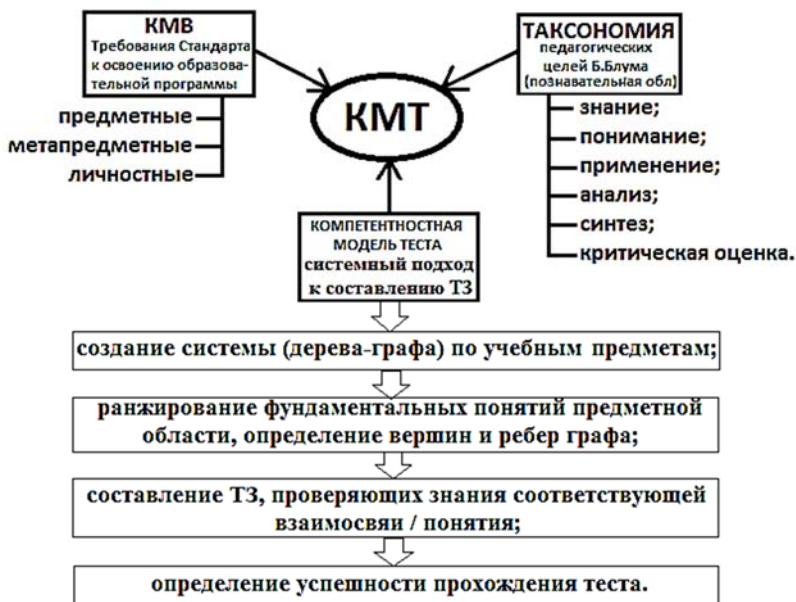 КМВ
Требования Стандарта
к освоению образова-
тельной программы
предметные
метапредметные
личностные
КМТ
ТАКСОНОМИЯ
педагогических
целей Б.Блума
(познавательная обл)
знание;
понимание;
применение;
анализ;
синтез;
критическая оценка.
КОМПЕТЕНТНОСТНАЯ
МОДЕЛЬ ТЕСТА
системный подход
к составлению ТЗ
создание системы (дерева-графа) по учебным предметам;
ранжирование фундаментальных понятий предметной
области, определение вершин и ребер графа;
составление ТЗ, проверяющих знания соответствующей
взаимосвяи / понятия;
определение успешности прохождения теста.